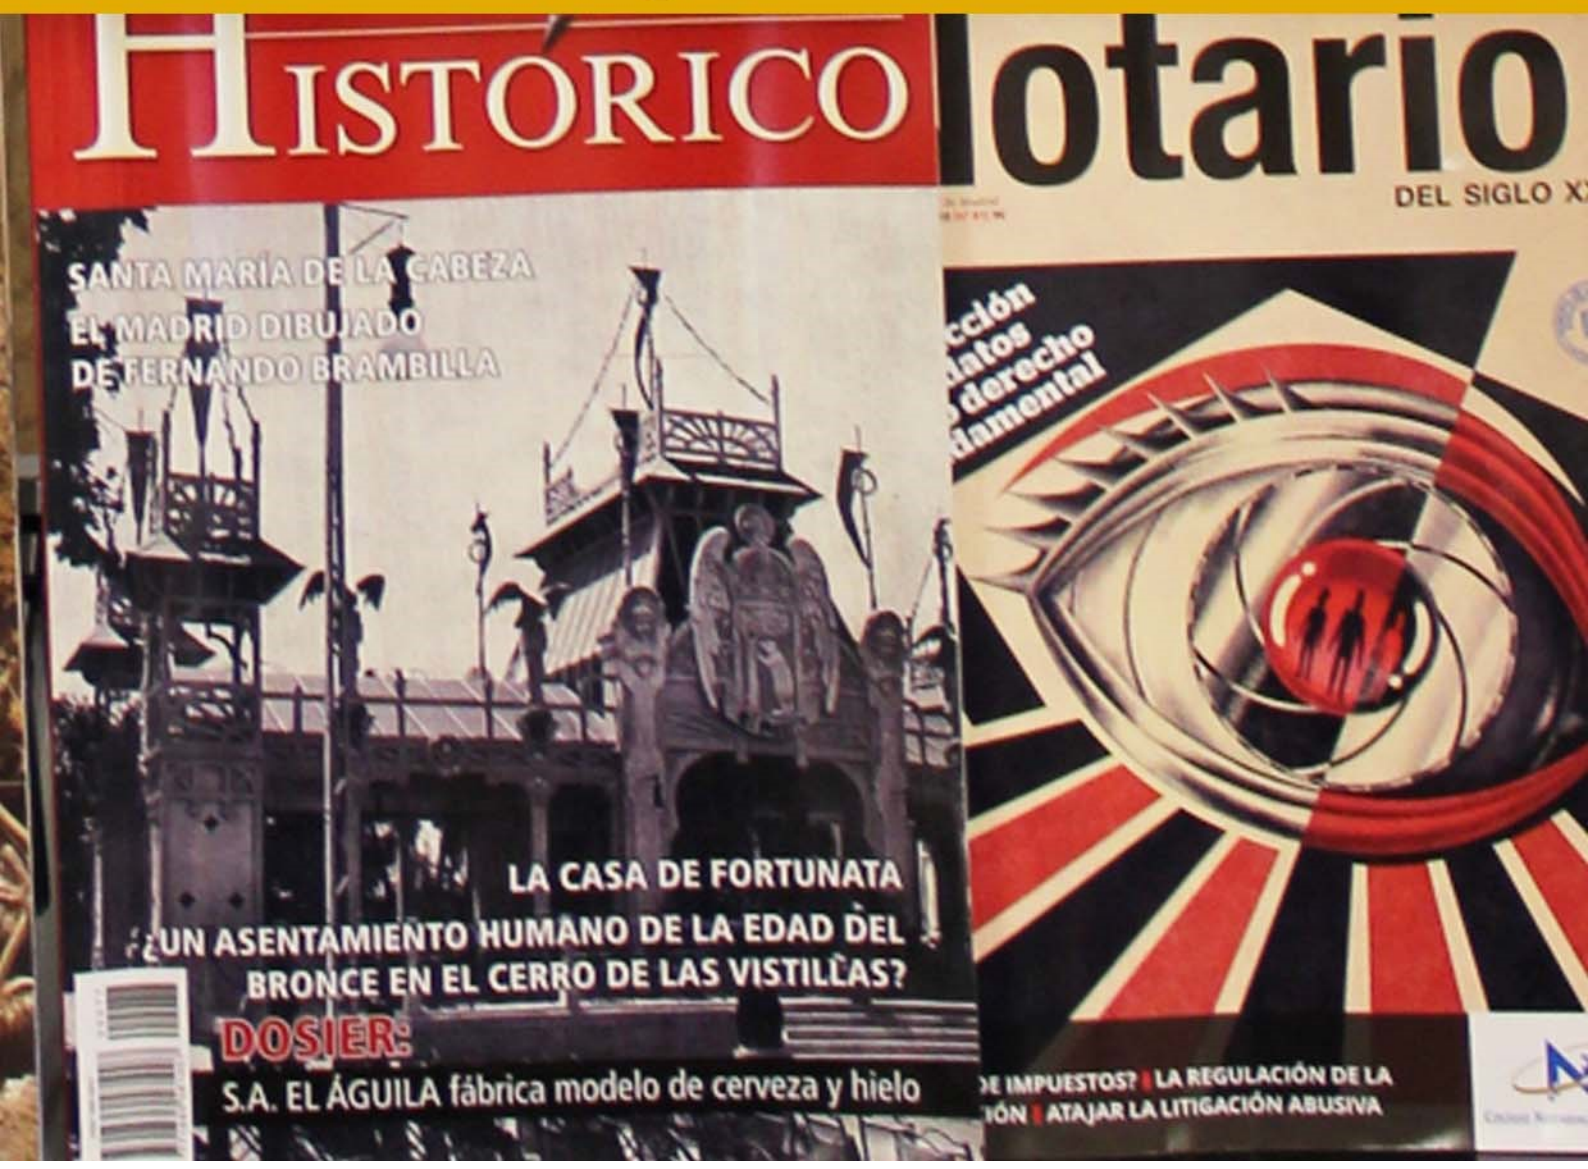 HISTÓRICO
SANTA MARÍA DE LA CABEZA
EL MADRID DIBUJADO
DE FERNANDO BRAMBILLA
LA CASA DE FORTUNATA
¿UN ASENTAMIENTO HUMANO DE LA EDAD DEL
BRONCE EN EL CERRO DE LAS VISTILLAS?
DOSIER:
S.A. EL ÁGUILA fábrica modelo de cerveza y hielo
otario
DEL SIGLO XX
cción
datos
derecho
damental
DE IMPUESTOS? | LA REGULACIÓN DE LA
IÓN | ATAJAR LA LITIGACIÓN ABUSIVA